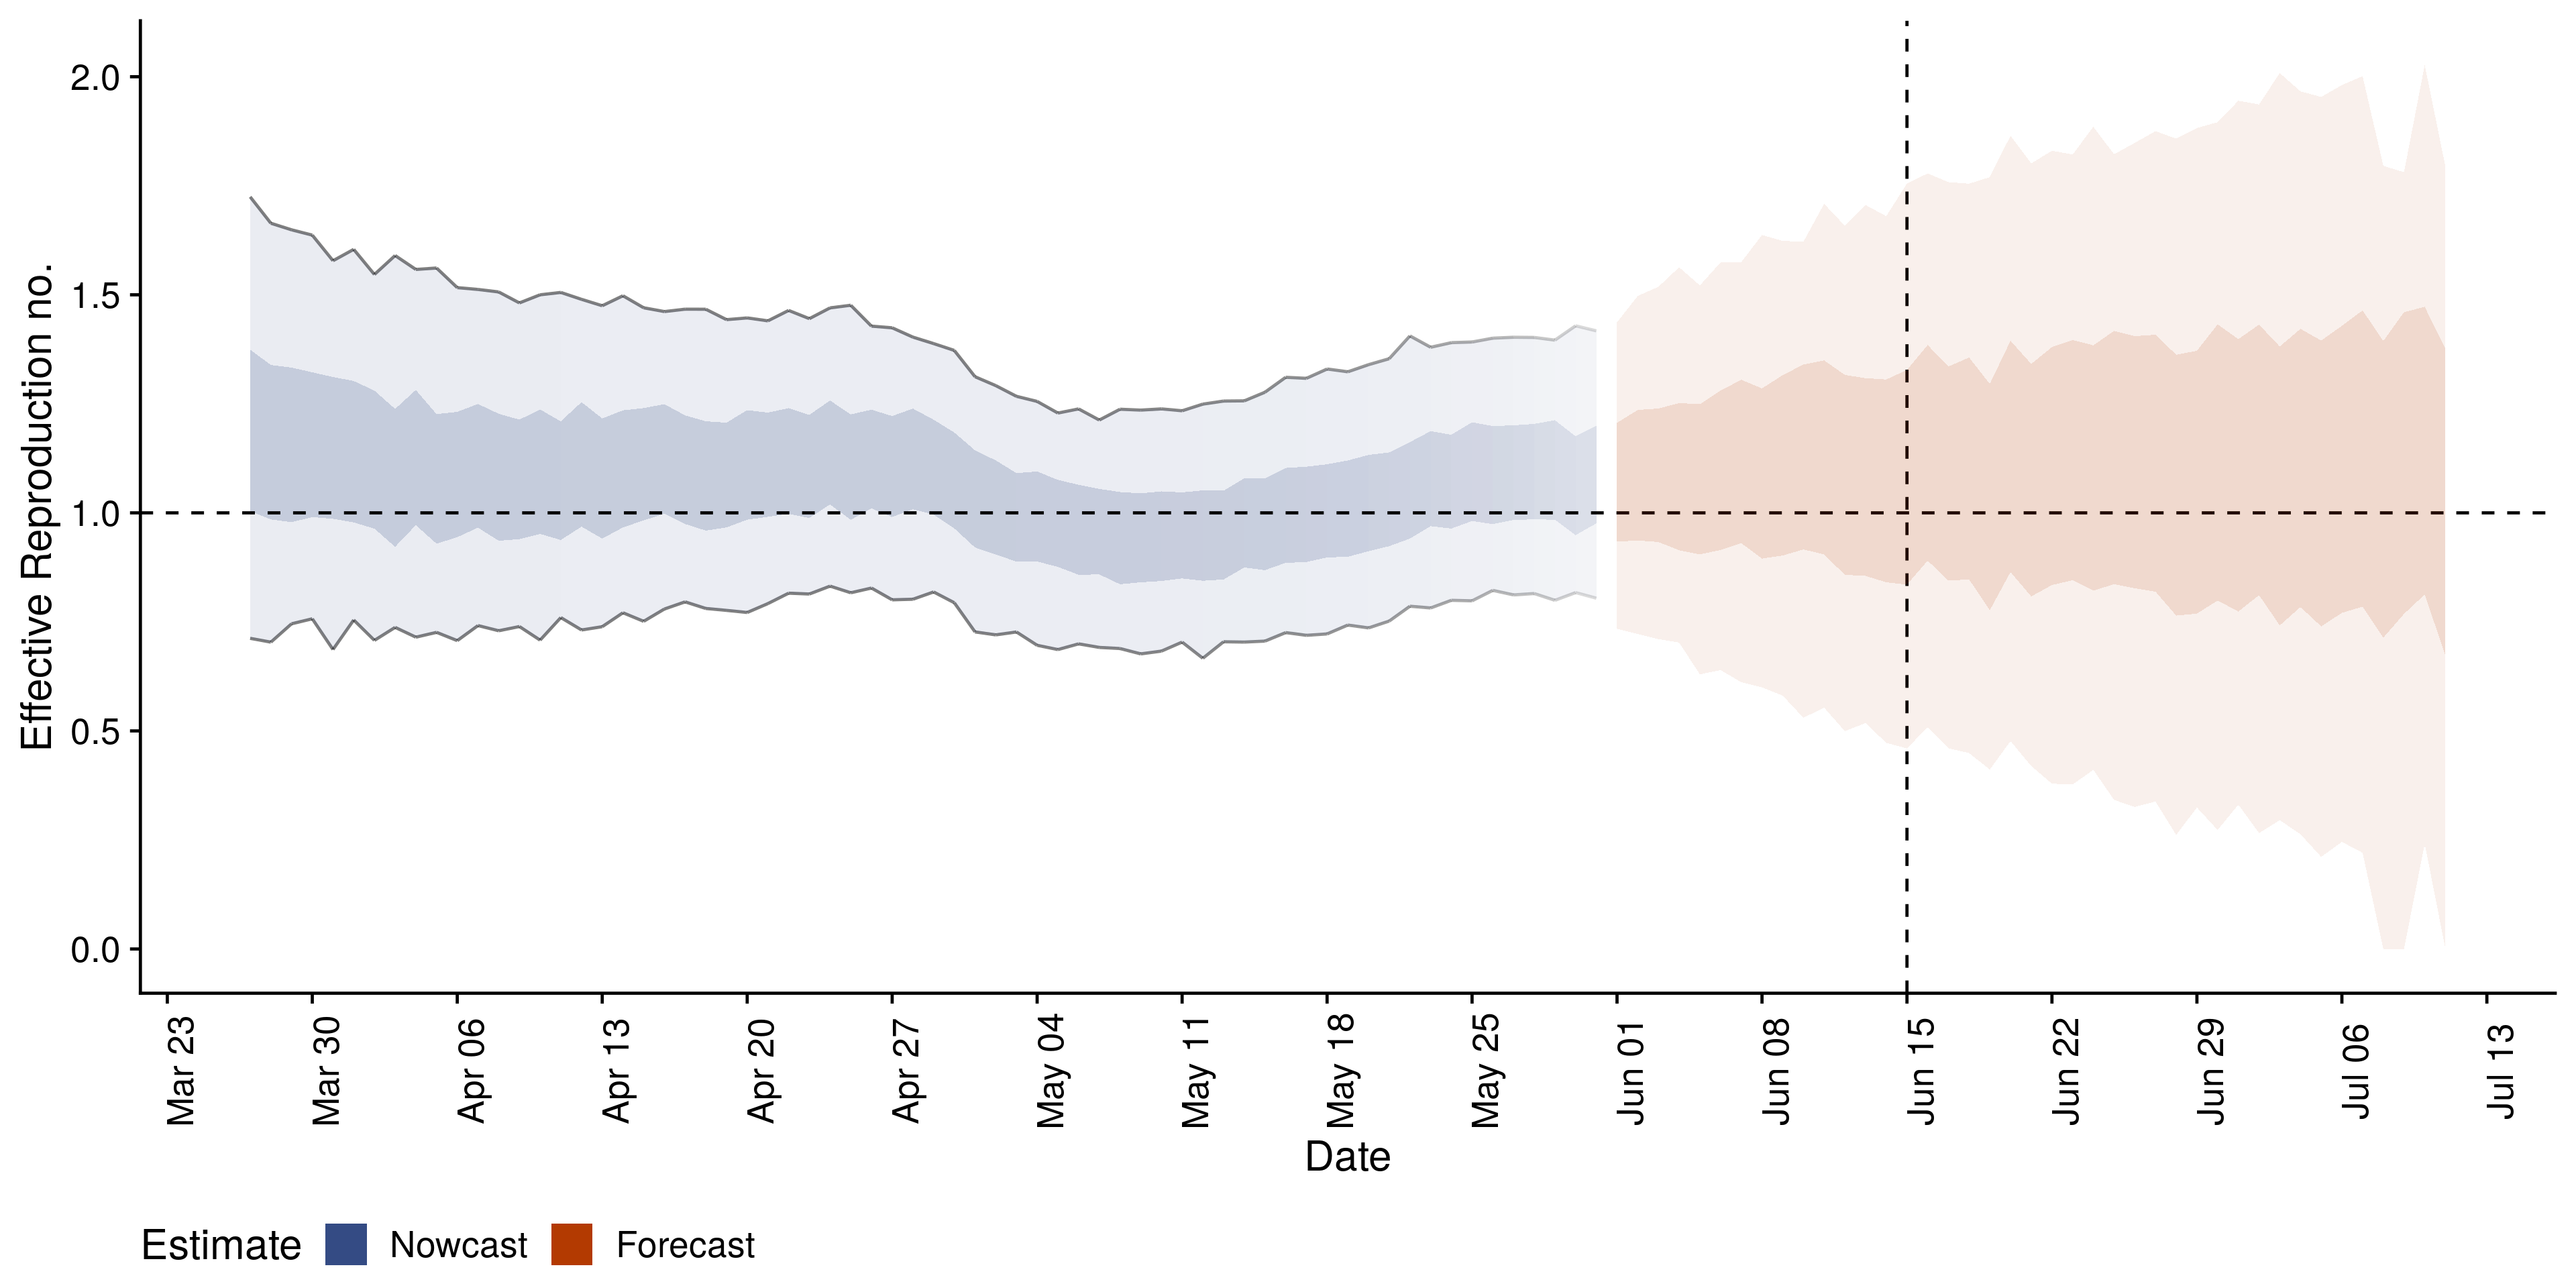 Effective Reproduction no.
2.0
1.5
1.0
0.5
0.0
Mar 23
Mar 30
Apr 06
Apr 13
Apr 20
Apr 27
May 04
May 11
May 18
May 25
Jun 01
Jun 08
Jun 15
Jun 22
Jun 29
Jul 06
Jul 13
Date
Estimate Nowcast Forecast